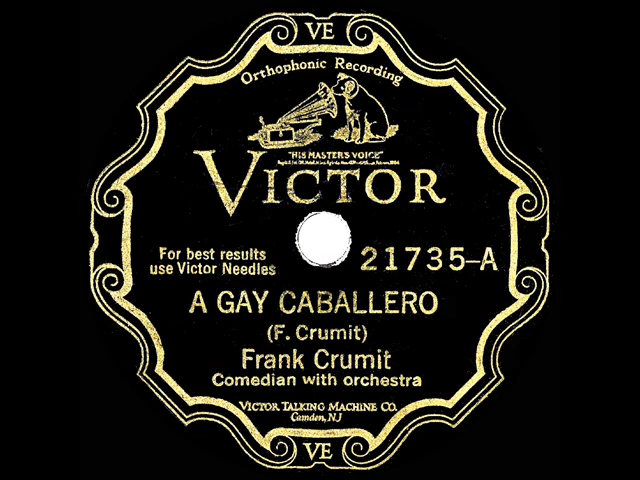 VE
Orthophonic Recording
"HIS MASTER'S VOICE"
VICTOR
For best results
use Victor Needles
21735-A
A GAY CABALLERO
(F. Crumit)
Frank Crumit
Comedian with orchestra
VICTOR TALKING MACHINE CO.
Camden, NJ
VE